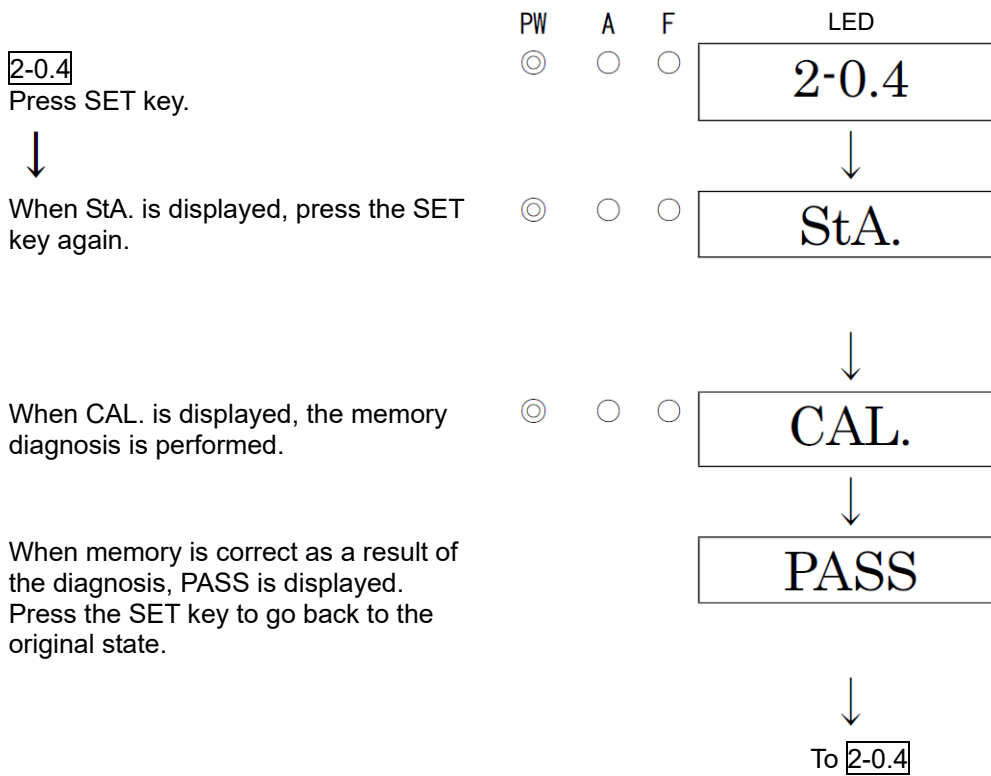 PW A F LED
2-0.4
Press SET key.
2-0.4
When StA. is displayed, press the SET
key again.
StA.
When CAL. is displayed, the memory
diagnosis is performed.
CAL.
When memory is correct as a result of
the diagnosis, PASS is displayed.
Press the SET key to go back to the
original state.
PASS
To 2-0.4